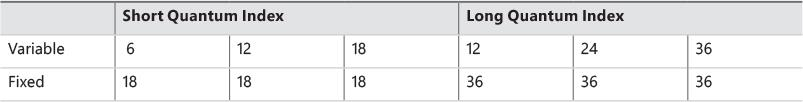 Short Quantum Index Long Quantum Index
Variable 6 12 18 12 24 36
Fixed 18 18 18 36 36 36